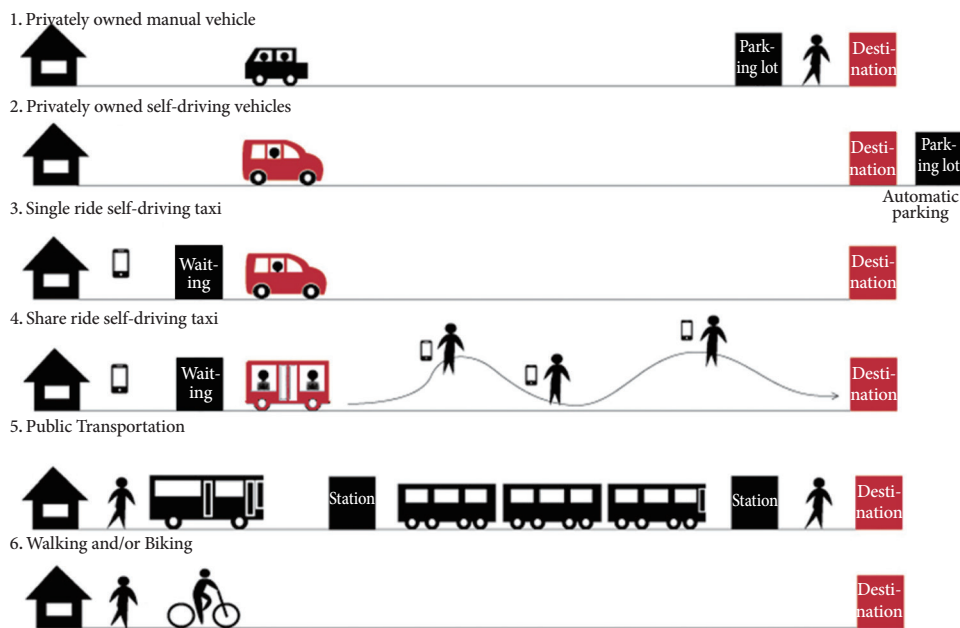 1. Privately owned manual vehicle
Park-
ing lot
Desti-
nation
2. Privately owned self-driving vehicles
Desti-
nation
Park-
ing lot
Automatic
parking
3. Single ride self-driving taxi
Wait-
ing
Desti-
nation
4. Share ride self-driving taxi
Wait-
ing
Desti-
nation
5. Public Transportation
Station
Station
Desti-
nation
6. Walking and/or Biking
Desti-
nation